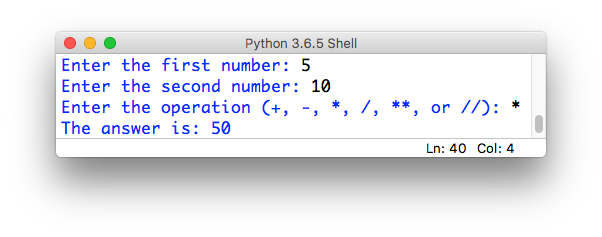 Python 3.6.5 Shell
Enter the first number: 5
Enter the second number: 10
Enter the operation (+, -, *, /, **, or //): *
The answer is: 50
Ln: 40 Col: 4